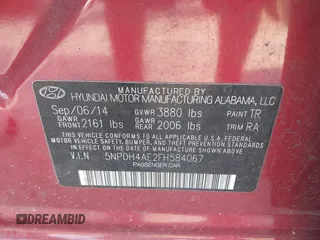 MANUFACTURED BY
HYUNDAI MOTOR MANUFACTURING ALABAMA, LLC
Sep/06/14 GVWR 3880 lbs PAINT TR
GAWR FRONT 2161 lbs GAWR REAR 2006 lbs TRIM RA
THIS VEHICLE CONFORMS TO ALL APPLICABLE
U.S. FEDERAL MOTOR VEHICLE SAFETY, BUMPER, AND
THEFT PREVENTION STANDARDS IN EFFECT ON THE
DATE OF MANUFACTURE SHOWN ABOVE.
V.I.N 5NPDH4AE2FH584067
PASSENGER CAR
DREAMBID